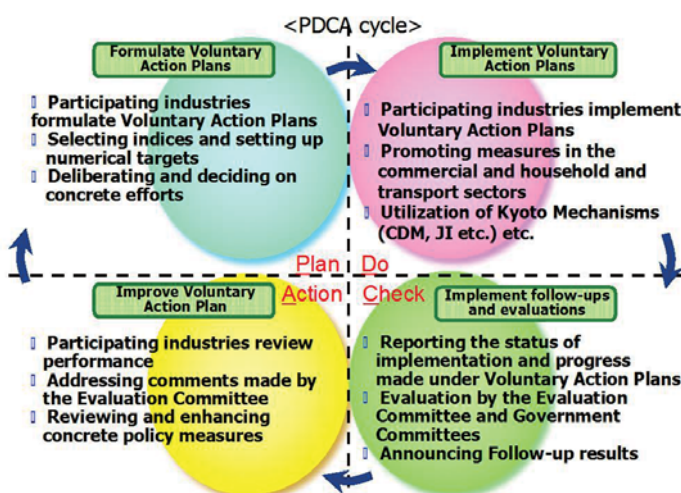 <PDCA cycle>
Formulate Voluntary
Action Plans
Participating industries
formulate Voluntary Action Plans
Selecting indices and setting up
numerical targets
Deliberating and deciding on
concrete efforts
Implement Voluntary
Action Plans
Participating industries implement
Voluntary Action Plans
Promoting measures in the
commercial and household and
transport sectors
Utilization of Kyoto Mechanisms
(CDM, JI etc.) etc.
Plan
Do
Action
Check
Improve Voluntary
Action Plan
Participating industries review
performance
Addressing comments made by
the Evaluation Committee
Reviewing and enhancing
concrete policy measures
Implement follow-ups
and evaluations
Reporting the status of
implementation and progress
made under Voluntary Action Plans
Evaluation by the Evaluation
Committee and Government
Committees
Announcing Follow-up results